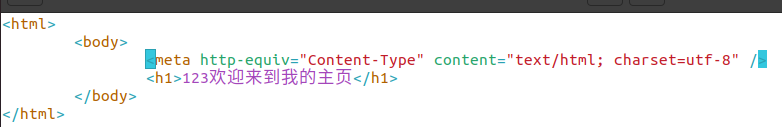 <html>
<body>
<meta http-equiv="Content-Type" content="text/html; charset=utf-8" />
<h1>123欢迎来到我的主页</h1>
</body>
</html>